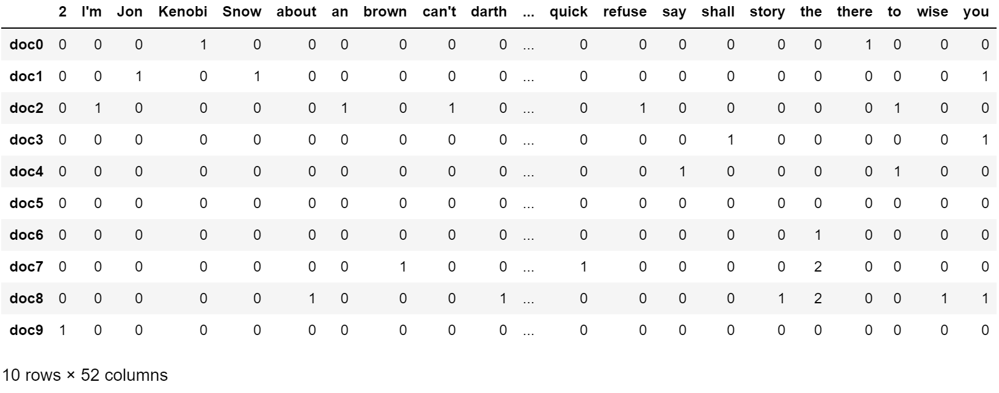 2 I'm Jon Kenobi Snow about an brown can't darth ... quick refuse say shall story the there to wise you
doc0 0 0 0 1 0 0 0 0 0 0 ... 0 0 0 0 0 0 1 0 0 0
doc1 0 0 1 0 1 0 0 0 0 0 ... 0 0 0 0 0 0 0 0 0 1
doc2 0 1 0 0 0 0 1 0 1 0 ... 0 1 0 0 0 0 0 1 0 0
doc3 0 0 0 0 0 0 0 0 0 0 ... 0 0 0 1 0 0 0 0 0 1
doc4 0 0 0 0 0 0 0 0 0 0 ... 0 0 1 0 0 0 0 1 0 0
doc5 0 0 0 0 0 0 0 0 0 0 ... 0 0 0 0 0 0 0 0 0 0
doc6 0 0 0 0 0 0 0 0 0 0 ... 0 0 0 0 0 1 0 0 0 0
doc7 0 0 0 0 0 0 0 1 0 0 ... 1 0 0 0 0 2 0 0 0 0
doc8 0 0 0 0 0 1 0 0 0 1 ... 0 0 0 0 1 2 0 0 1 1
doc9 1 0 0 0 0 0 0 0 0 0 ... 0 0 0 0 0 0 0 0 0 0
10 rows × 52 columns